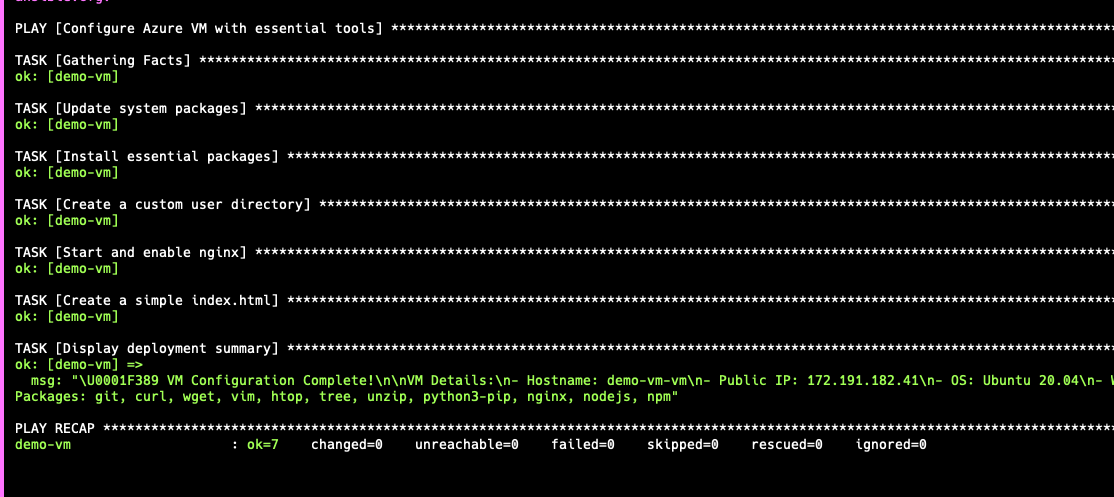 PLAY [Configure Azure VM with essential tools] ******************************************************************************************
TASK [Gathering Facts] ******************************************************************************************************************
ok: [demo-vm]
TASK [Update system packages] ***********************************************************************************************************
ok: [demo-vm]
TASK [Install essential packages] *******************************************************************************************************
ok: [demo-vm]
TASK [Create a custom user directory] ***************************************************************************************************
ok: [demo-vm]
TASK [Start and enable nginx] ***********************************************************************************************************
ok: [demo-vm]
TASK [Create a simple index.html] *******************************************************************************************************
ok: [demo-vm]
TASK [Display deployment summary] *******************************************************************************************************
ok: [demo-vm] =>
msg: "\U0001F389 VM Configuration Complete!\n\nVM Details:\n- Hostname: demo-vm-vm\n- Public IP: 172.191.182.41\n- OS: Ubuntu 20.04\n-
Packages: git, curl, wget, vim, htop, tree, unzip, python3-pip, nginx, nodejs, npm"
PLAY RECAP ******************************************************************************************************************************
demo-vm : ok=7 changed=0 unreachable=0 failed=0 skipped=0 rescued=0 ignored=0